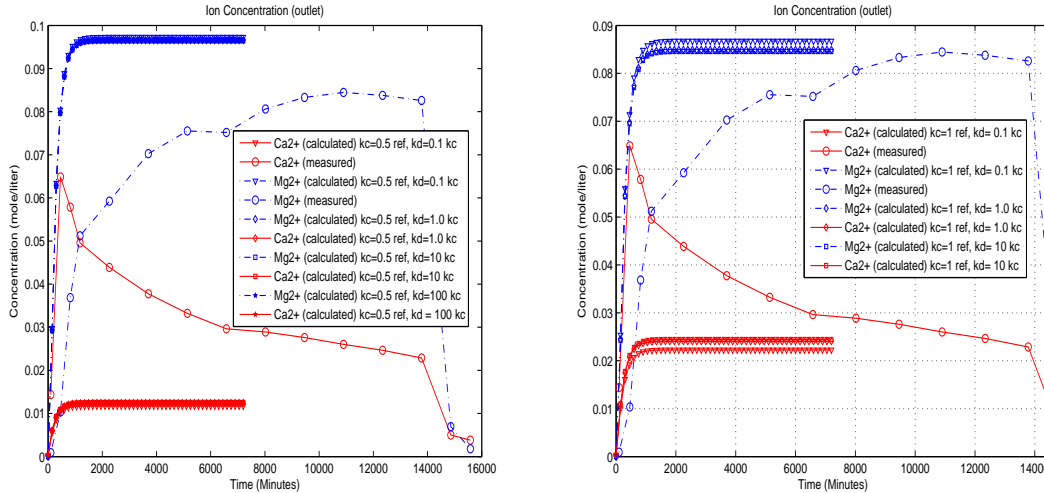 Ion Concentration (outlet)
0.1
0.09
0.08
0.07
0.06
0.05
0.04
0.03
0.02
0.01
0
Concentration (mole/liter)
Ca2+ (calculated) kc=0.5 ref, kd=0.1 kc
Ca2+ (measured)
Mg2+ (calculated) kc=0.5 ref, kd=0.1 kc
Mg2+ (measured)
Mg2+ (calculated) kc=0.5 ref, kd=1.0 kc
Ca2+ (calculated) kc=0.5 ref, kd=1.0 kc
Mg2+ (calculated) kc=0.5 ref, kd=10 kc
Ca2+ (calculated) kc=0.5 ref, kd=10 kc
Mg2+ (calculated) kc=0.5 ref, kd=100 kc
Ca2+ (calculated) kc=0.5 ref, kd = 100 kc
0 2000 4000 6000 8000 10000 12000 14000 16000
Time (Minutes)
Ion Concentration (outlet)
0.09
0.08
0.07
0.06
0.05
0.04
0.03
0.02
0.01
0
Concentration (mole/liter)
Ca2+ (calculated) kc=1 ref, kd= 0.1 kc
Ca2+ (measured)
Mg2+ (calculated) kc=1 ref, kd= 0.1 kc
Mg2+ (measured)
Mg2+ (calculated) kc=1 ref, kd= 1.0 kc
Ca2+ (calculated) kc=1 ref, kd= 1.0 kc
Mg2+ (calculated) kc=1 ref, kd= 10 kc
Ca2+ (calculated) kc=1 ref, kd= 10 kc
0 2000 4000 6000 8000 10000 12000
Time (Minutes)